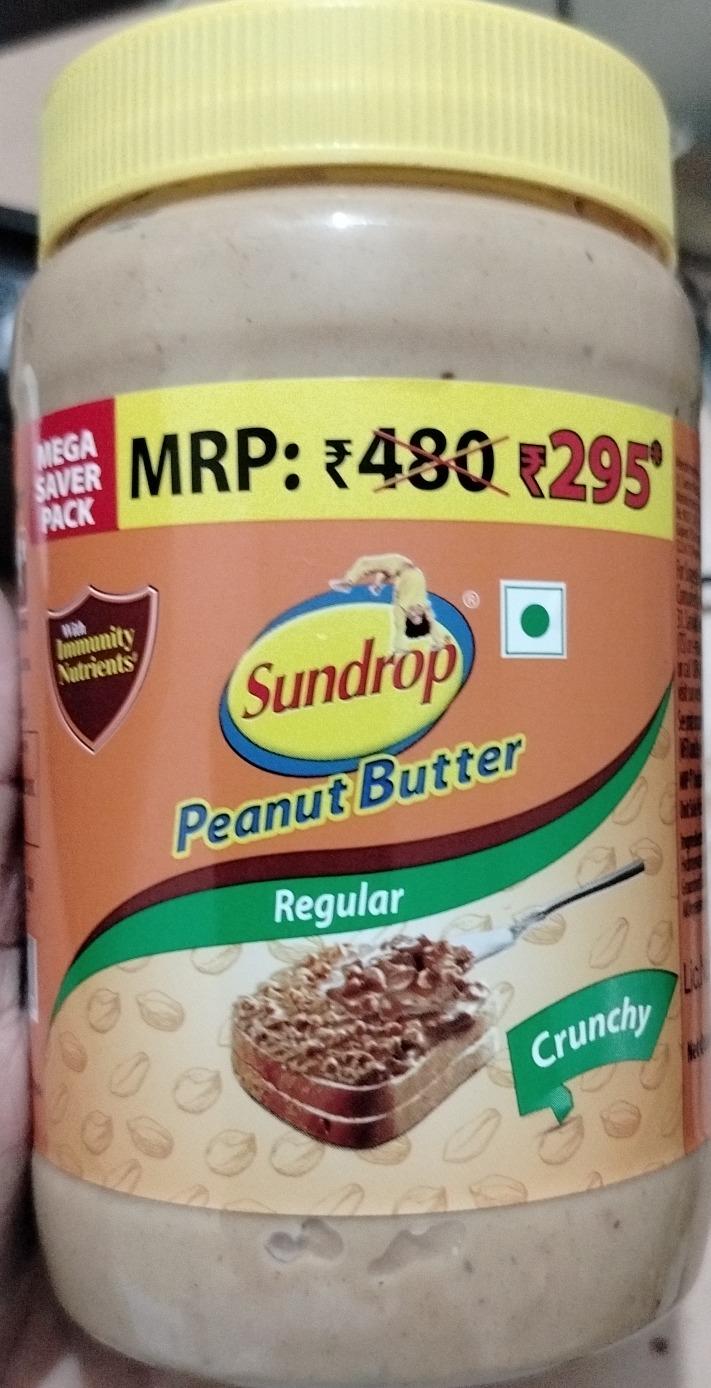 MEGA
SAVER
PACK
MRP: ₹480 ₹295*
With
Immunity
Nutrients*
Sundrop®
Peanut Butter
Regular
Crunchy